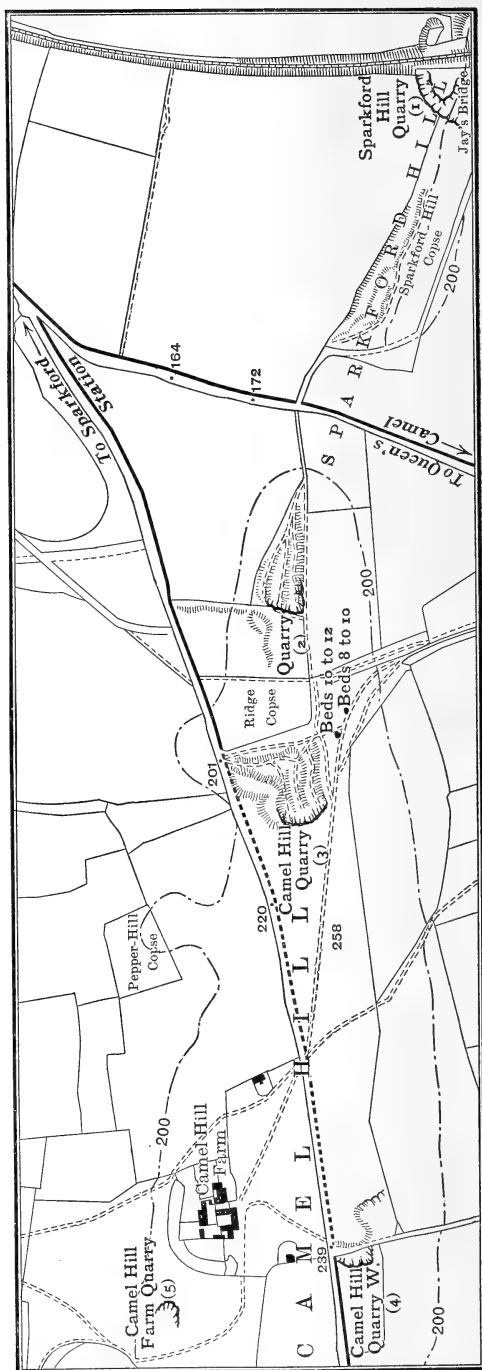 Camel Hill
Farm Quarry
(5)
200
Pepper-Hill
Copse
To Sparkford
Station
Camel Hill
Farm
201
220
239
164
172
Ridge
Copse
Quarry
(2)
Camel Hill
Quarry
(3)
Beds 10 to 12
Beds 8 to 10
258
CAMEL HILL
Camel Hill
Quarry W.
(4)
200
200
To Queen's
Camel
SPARKFORD HILL
Sparkford Hill
Copse
200
Sparkford
Hill
Quarry
(1)
Jay's Bridge